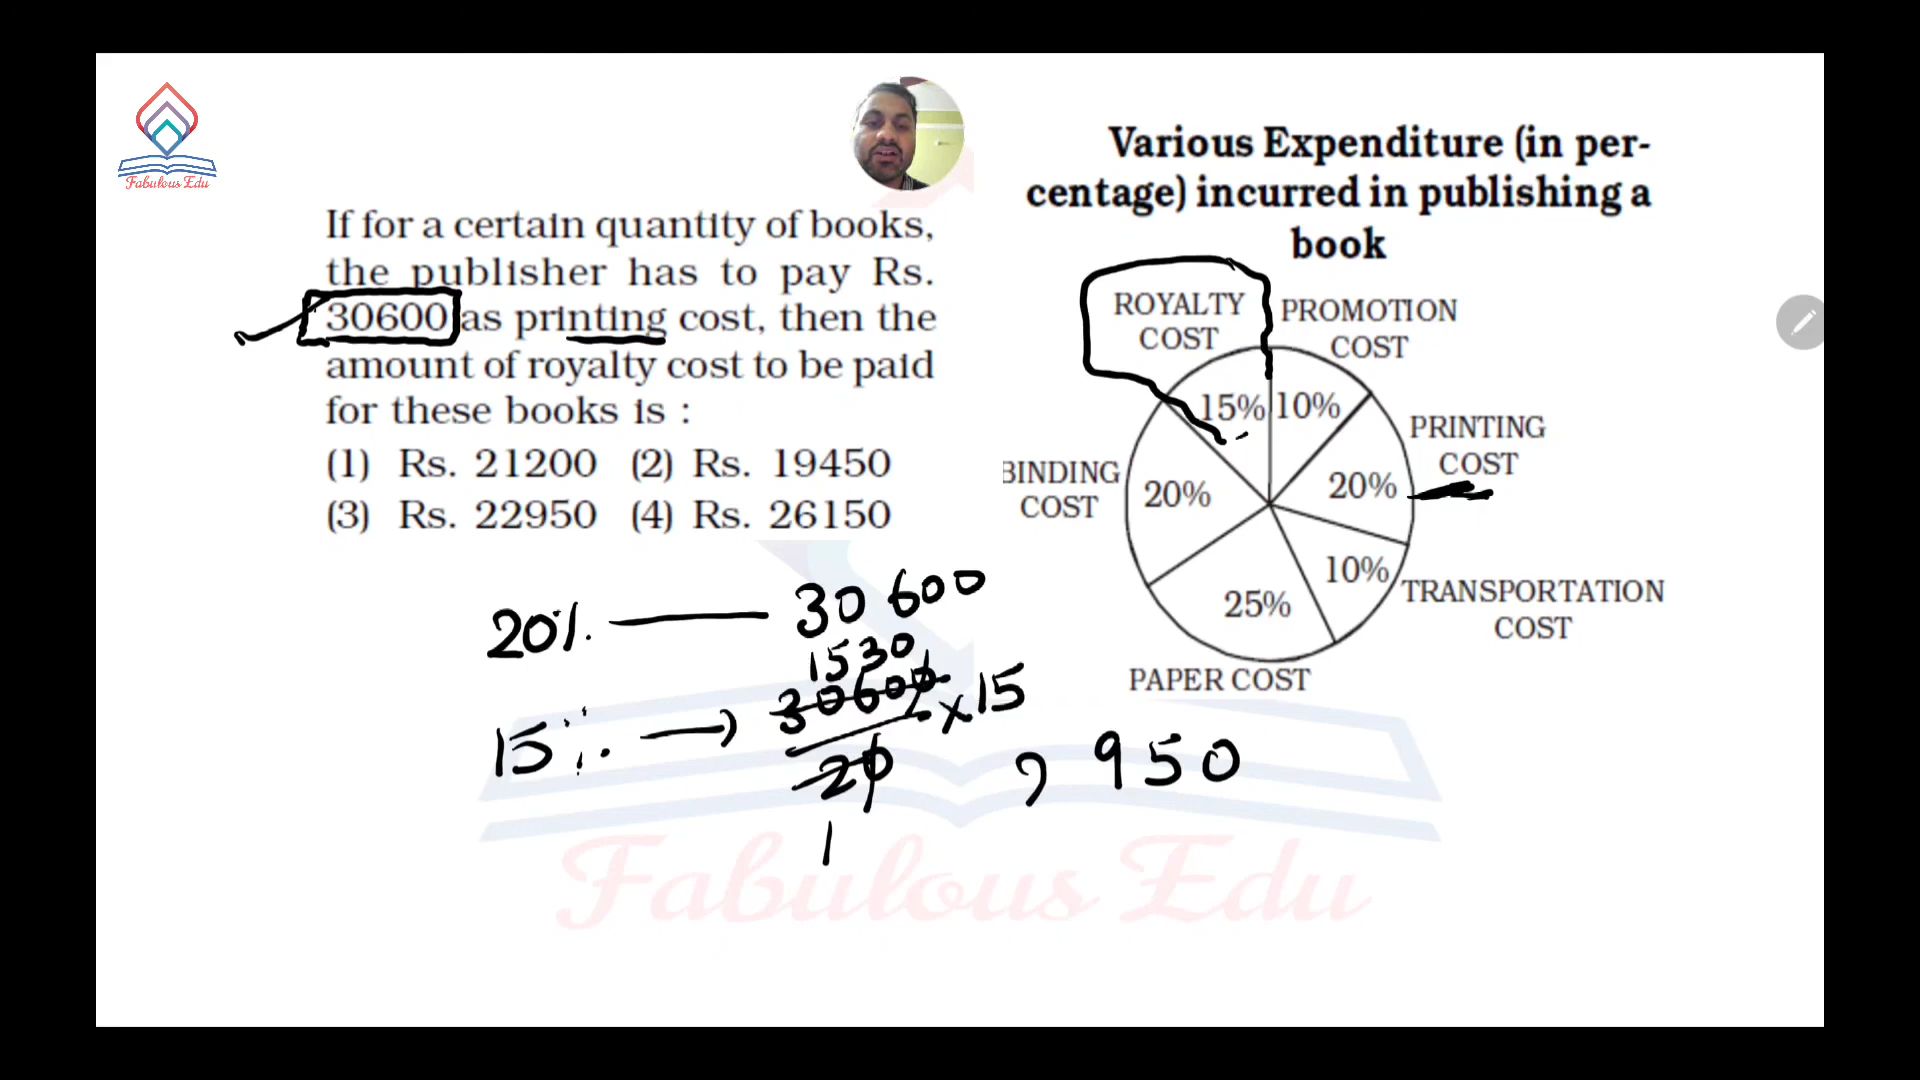 Fabulous Edu
If for a certain quantity of books,
the publisher has to pay Rs.
30600 as printing cost, then the
amount of royalty cost to be paid
for these books is :
(1) Rs. 21200 (2) Rs. 19450
(3) Rs. 22950 (4) Rs. 26150
Various Expenditure (in per-
centage) incurred in publishing a
book
ROYALTY
COST
PROMOTION
COST
15% 10%
PRINTING
COST
20%
BINDING
COST
20%
10%
TRANSPORTATION
COST
25%
PAPER COST
20% 30600
1530
15% → 30600 x 15
20
1
950
Fabulous Edu